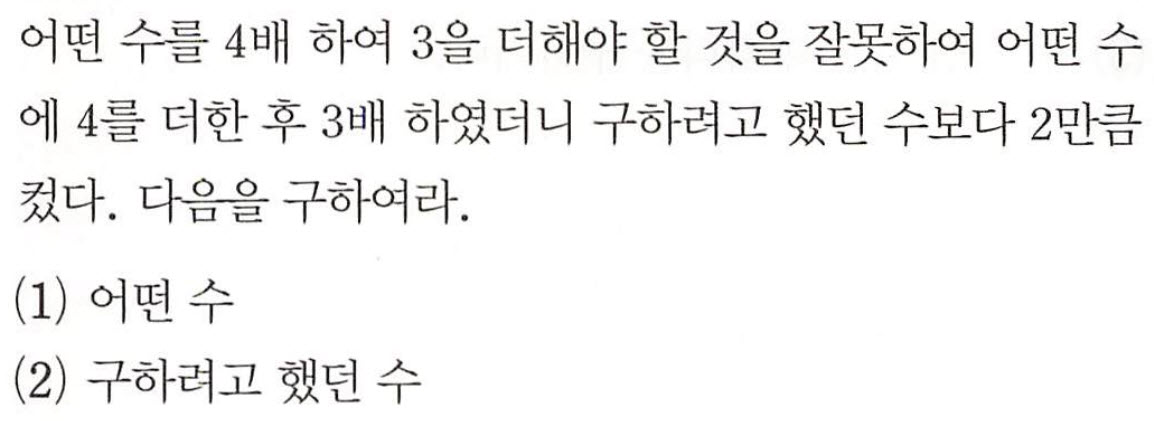 어떤 수를 4배 하여 3을 더해야 할 것을 잘못하여 어떤 수
에 4를 더한 후 3배 하였더니 구하려고 했던 수보다 2만큼
컸다. 다음을 구하여라.
(1) 어떤 수
(2) 구하려고 했던 수